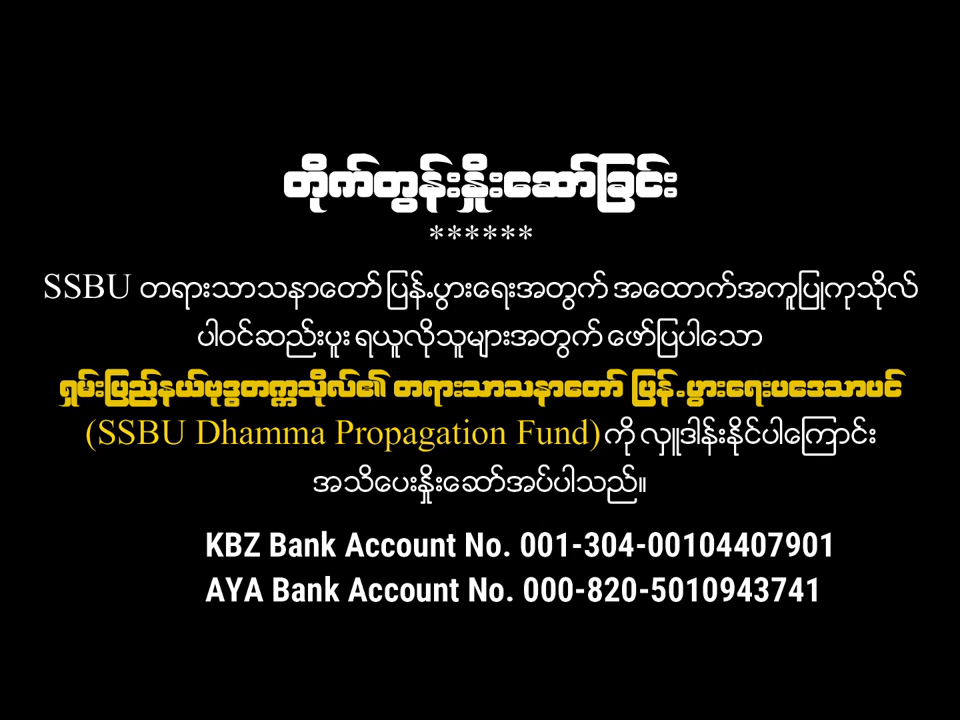 တိုက်တွန်းနှိုးဆော်ခြင်း
******
SSBU တရားသာသနာတော် ပြန့်ပွားရေးအတွက် အထောက်အကူပြုကုသိုလ်
ပါဝင်ဆည်းပူး ရယူလိုသူများအတွက် ဖော်ပြပါသော
ရှမ်းပြည်နယ်ဗုဒ္ဓတက္ကသိုလ်၏ တရားသာသနာတော် ပြန့်ပွားရေးပဒေသာပင်
(SSBU Dhamma Propagation Fund) ကို လှူဒါန်းနိုင်ပါကြောင်း
အသိပေးနှိုးဆော်အပ်ပါသည်။
KBZ Bank Account No. 001-304-00104407901
AYA Bank Account No. 000-820-5010943741